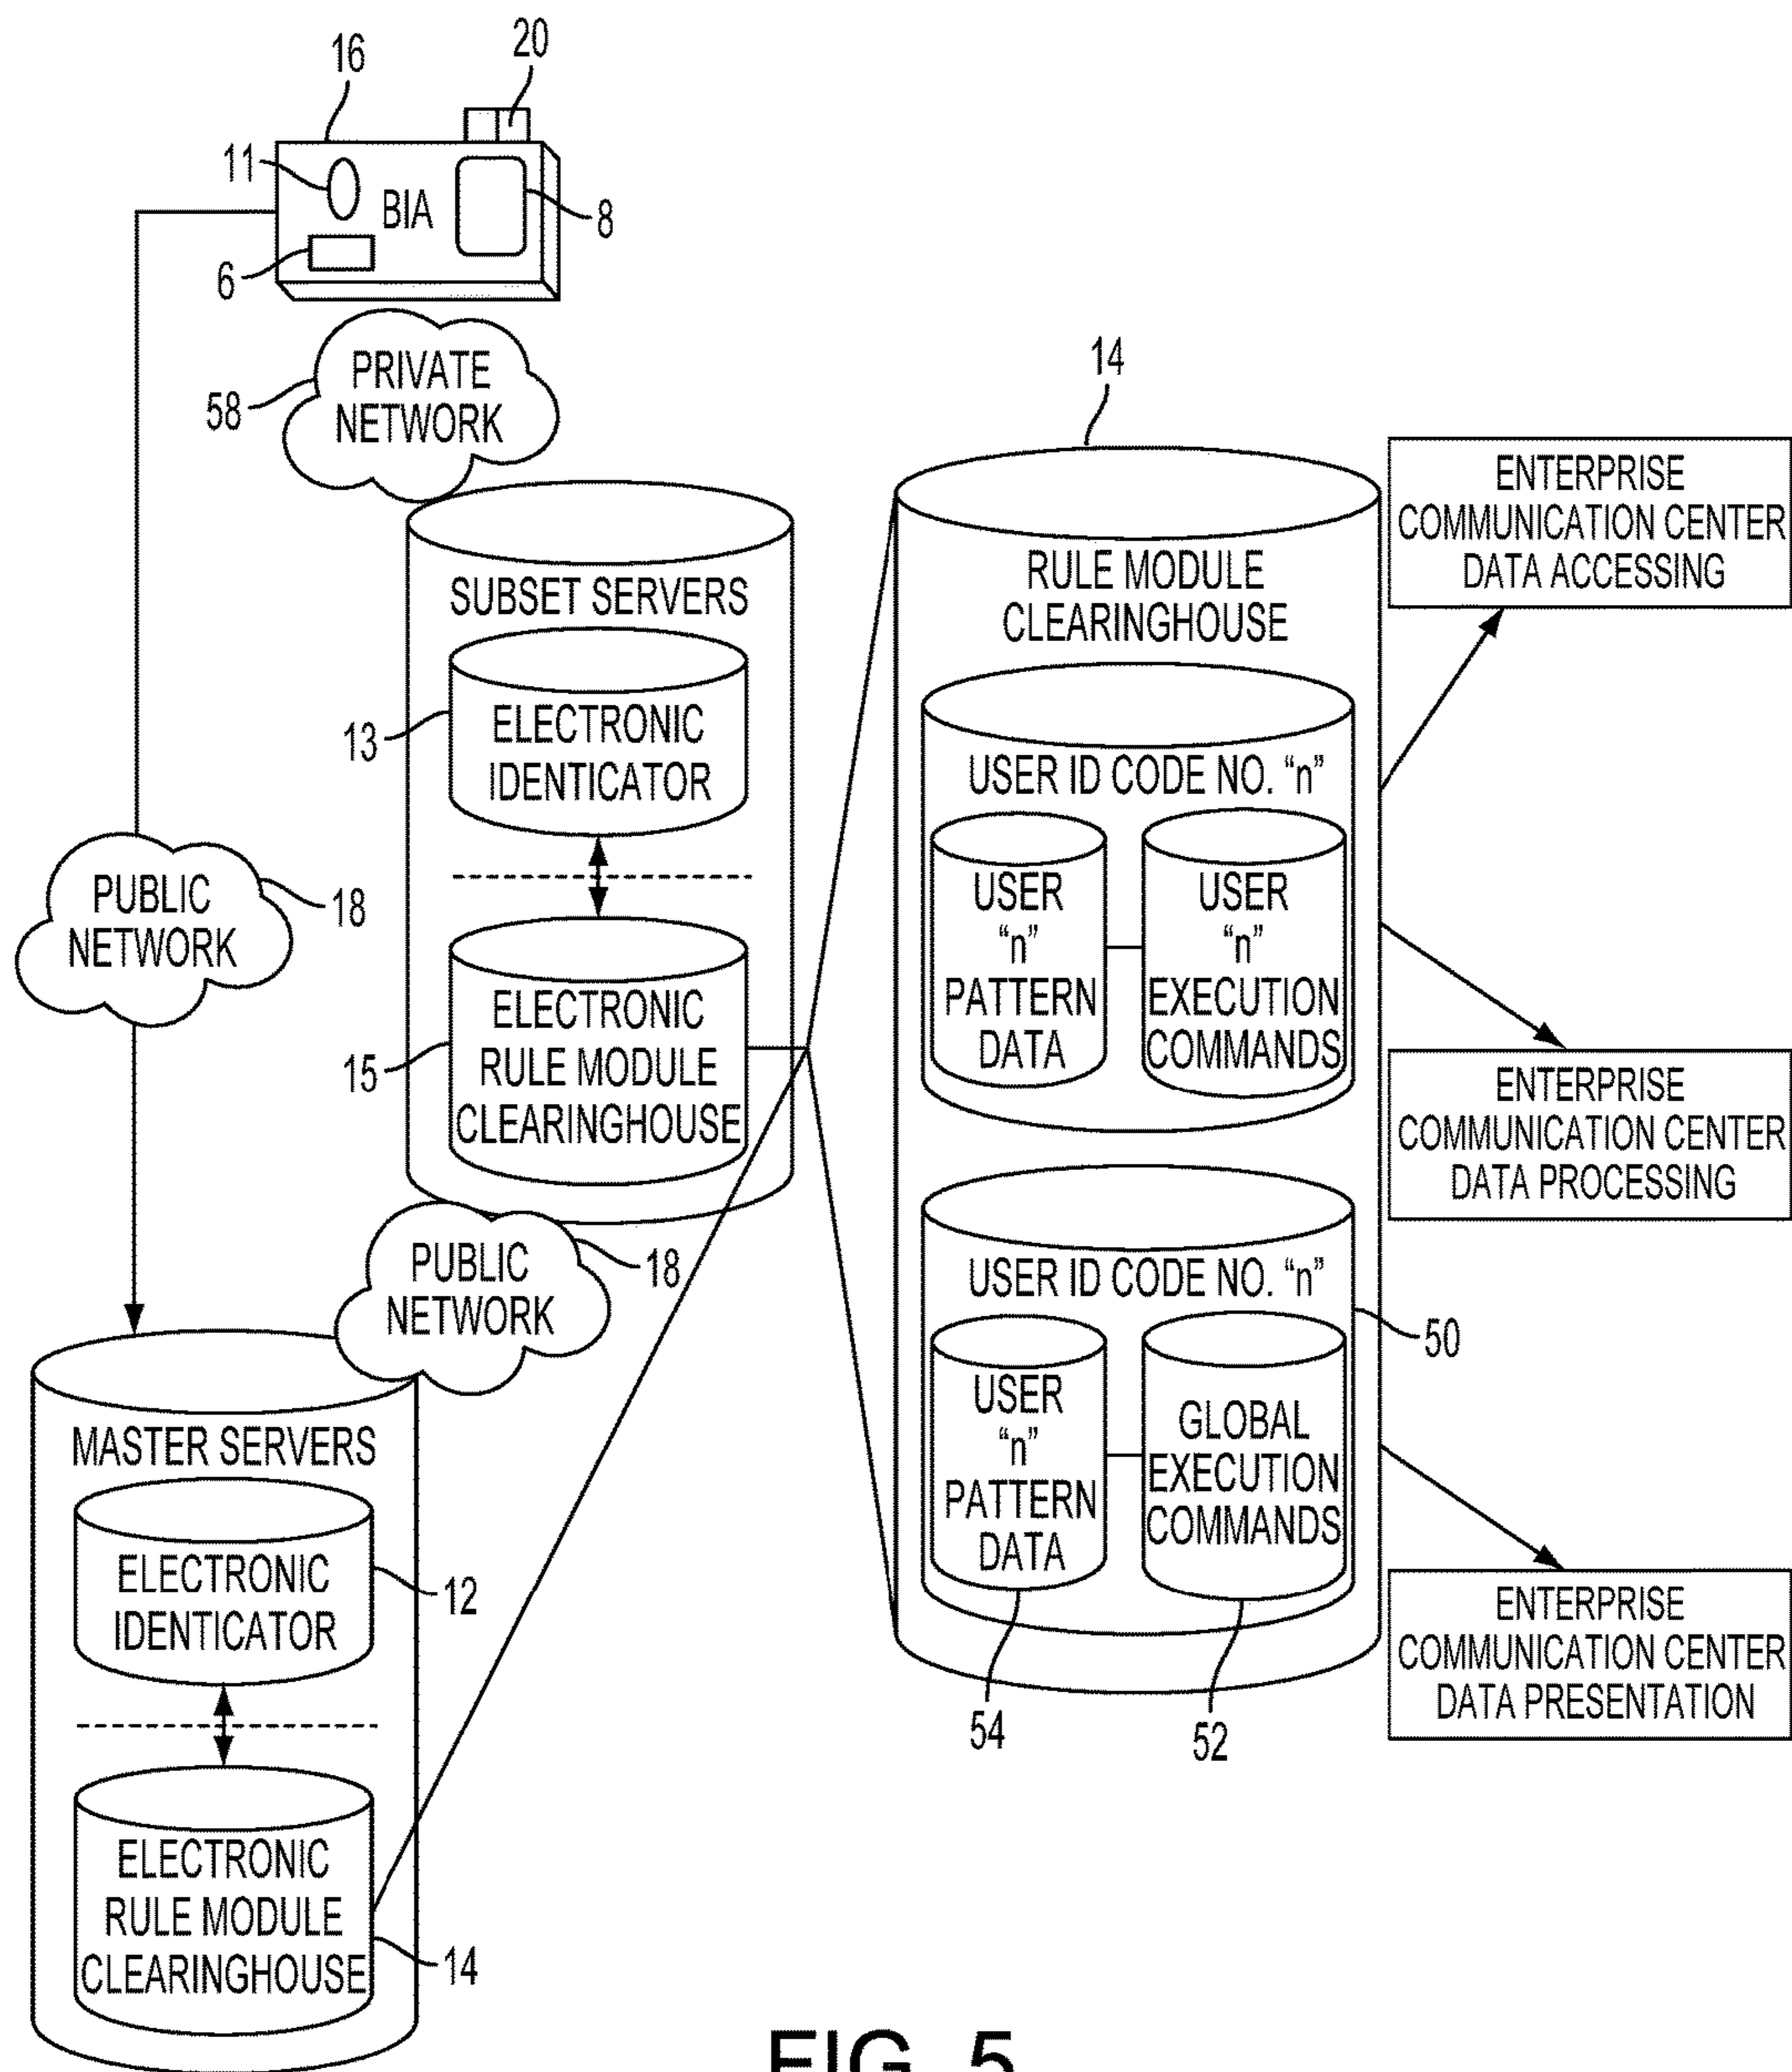 20
16
11
BIA
8
6
PRIVATE
NETWORK
58
SUBSET SERVERS
ELECTRONIC
IDENTICATOR
13
ELECTRONIC
RULE MODULE
CLEARINGHOUSE
15
PUBLIC
NETWORK
18
PUBLIC
NETWORK
18
MASTER SERVERS
ELECTRONIC
IDENTICATOR
12
ELECTRONIC
RULE MODULE
CLEARINGHOUSE
14
14
RULE MODULE
CLEARINGHOUSE
USER ID CODE NO. “n”
USER
“n”
PATTERN
DATA
USER
“n”
EXECUTION
COMMANDS
USER ID CODE NO. “n”
50
USER
“n”
PATTERN
DATA
GLOBAL
EXECUTION
COMMANDS
54
52
ENTERPRISE
COMMUNICATION CENTER
DATA ACCESSING
ENTERPRISE
COMMUNICATION CENTER
DATA PROCESSING
ENTERPRISE
COMMUNICATION CENTER
DATA PRESENTATION
FIG. 5